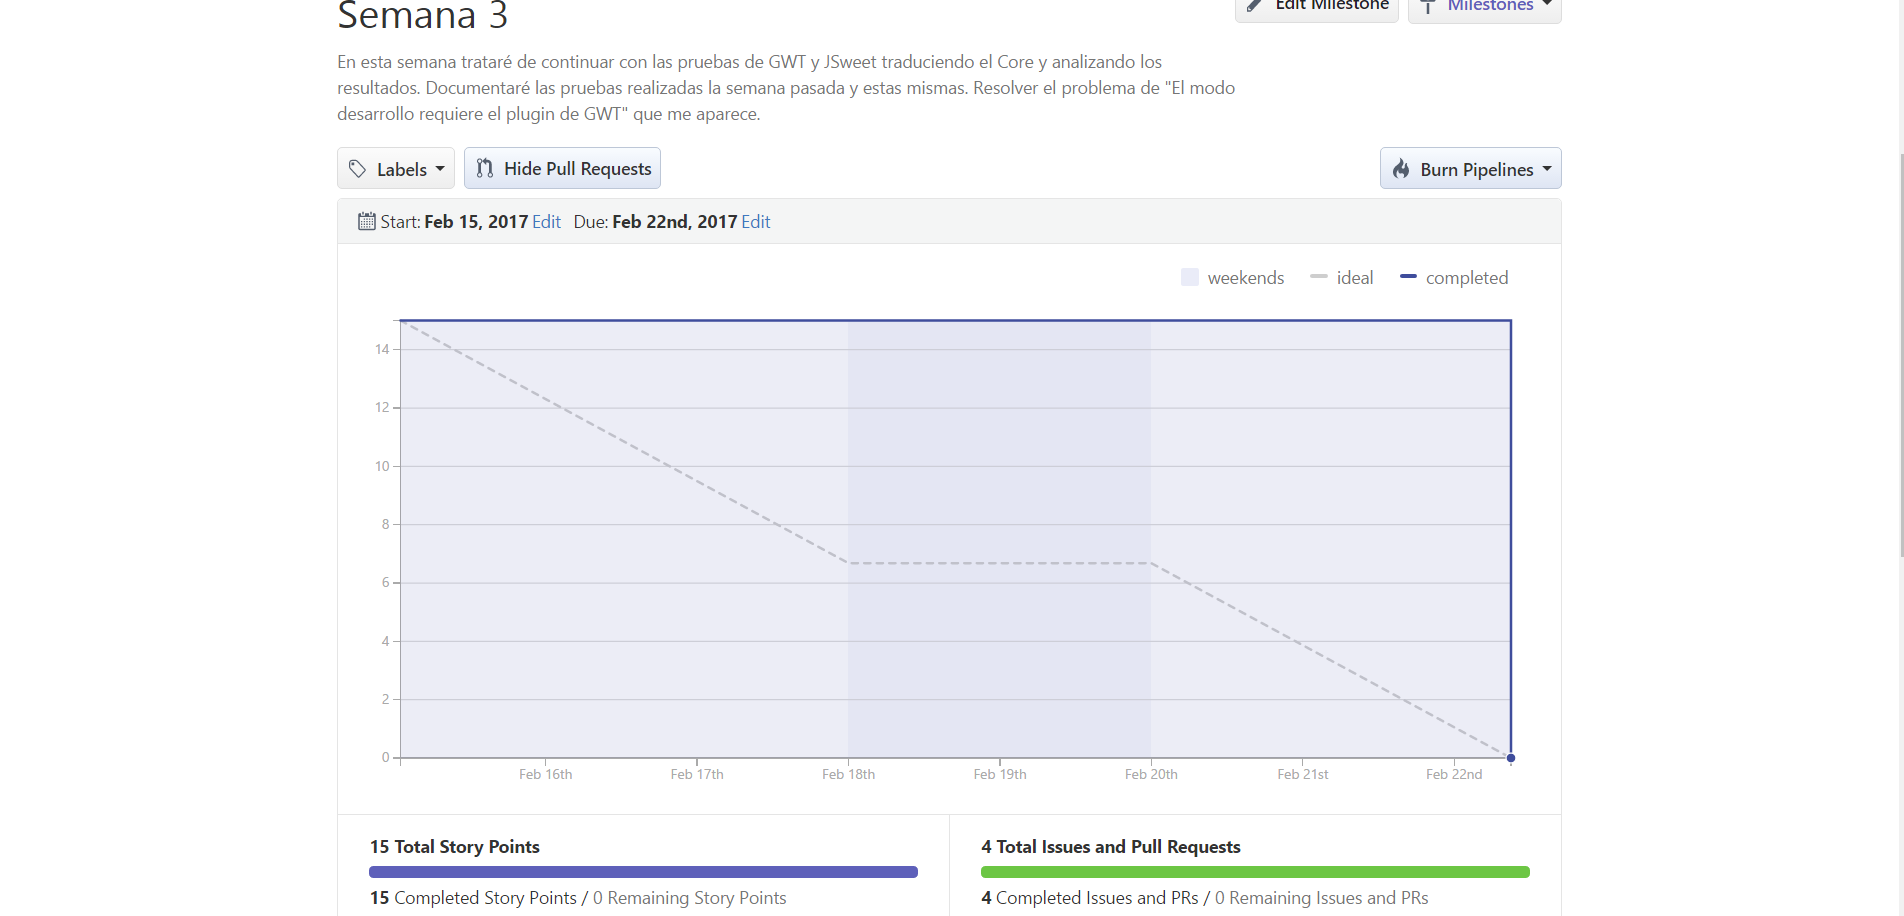 Semana 3
Edit Milestone
Milestones
En esta semana trataré de continuar con las pruebas de GWT y JSweet traduciendo el Core y analizando los
resultados. Documentaré las pruebas realizadas la semana pasada y estas mismas. Resolver el problema de "El modo
desarrollo requiere el plugin de GWT" que me aparece.
Labels
Hide Pull Requests
Burn Pipelines
Start: Feb 15, 2017 Edit Due: Feb 22nd, 2017 Edit
weekends
ideal
completed
14
12
10
8
6
4
2
0
Feb 16th
Feb 17th
Feb 18th
Feb 19th
Feb 20th
Feb 21st
Feb 22nd
15 Total Story Points
15 Completed Story Points / 0 Remaining Story Points
4 Total Issues and Pull Requests
4 Completed Issues and PRs / 0 Remaining Issues and PRs